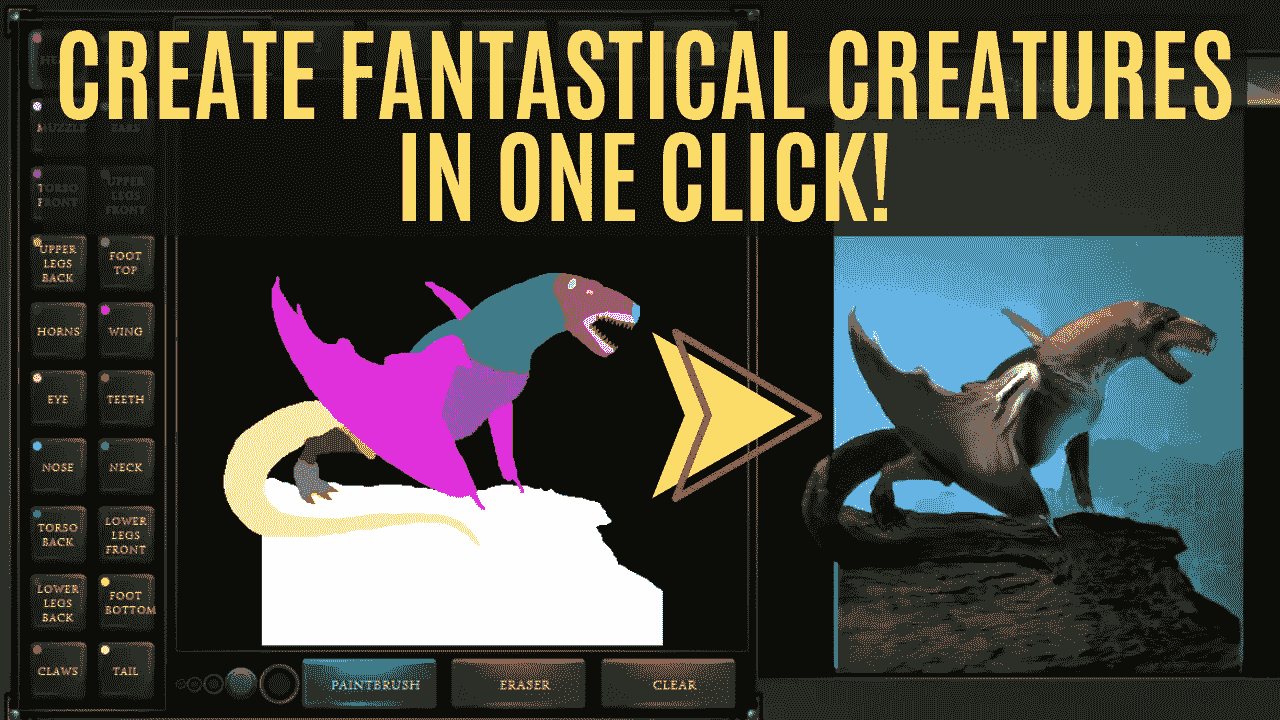 CREATE FANTASTICAL CREATURES
IN ONE CLICK!
MUZZLE
EARS
TORSO
FRONT
UPPER
LEGS
FRONT
UPPER
LEGS
BACK
FOOT
TOP
HORNS
WING
EYE
TEETH
NOSE
NECK
TORSO
BACK
LOWER
LEGS
FRONT
LOWER
LEGS
BACK
FOOT
BOTTOM
CLAWS
TAIL
PAINTBRUSH
ERASER
CLEAR